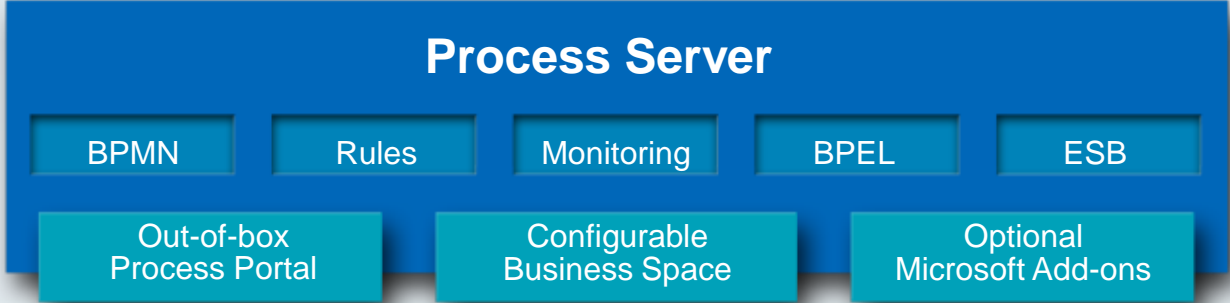 Process Server
BPMN Rules Monitoring BPEL ESB
Out-of-box
Process Portal
Configurable
Business Space
Optional
Microsoft Add-ons